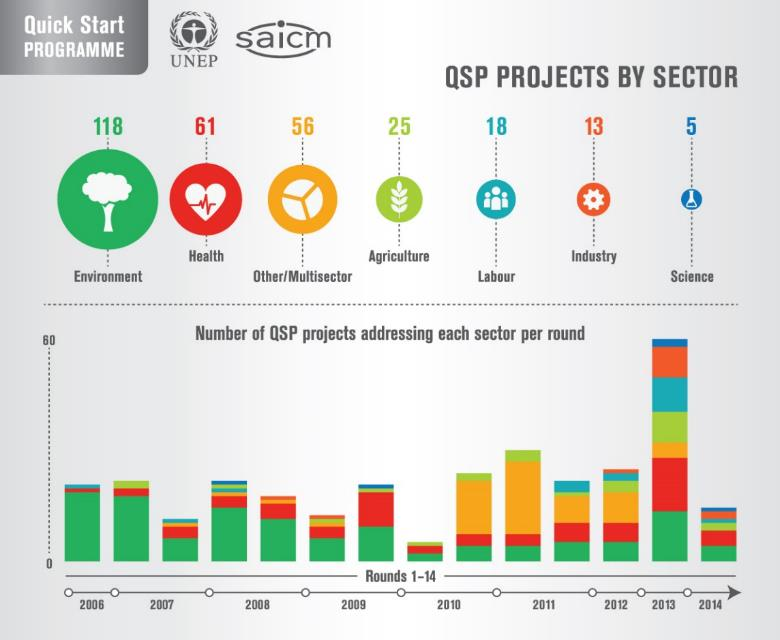 Quick Start
PROGRAMME
UNEP
saicm
QSP PROJECTS BY SECTOR
118 61 56 25 18 13 5
Environment Health Other/Multisector Agriculture Labour Industry Science
Number of QSP projects addressing each sector per round
60
0
Rounds 1–14
2006 2007 2008 2009 2010 2011 2012 2013 2014